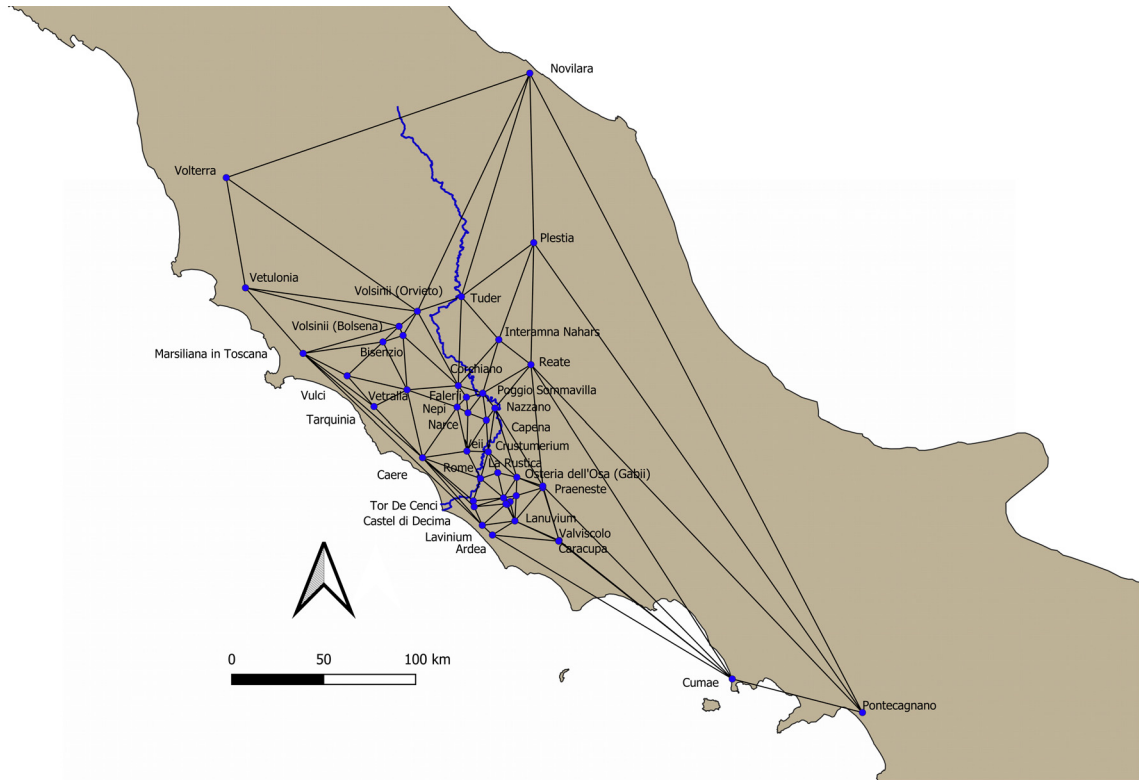 Novilara
Volterra
Plestia
Vetulonia
Volsinii (Orvieto)
Tuder
Volsinii (Bolsena)
Interamna Nahars
Marsiliana in Toscana
Bisenzio
Reate
Corchiano
Vulci
Vetralla
Falerii
Poggio Sommavilla
Tarquinia
Nepi
Nazzano
Narce
Capena
Veii
Crustumerium
Caere
Rome
La Rustica
Osteria dell'Osa (Gabii)
Praeneste
Tor De Cenci
Castel di Decima
Lanuvium
Lavinium
Valviscolo
Ardea
Caracupa
0 50 100 km
Cumae
Pontecagnano